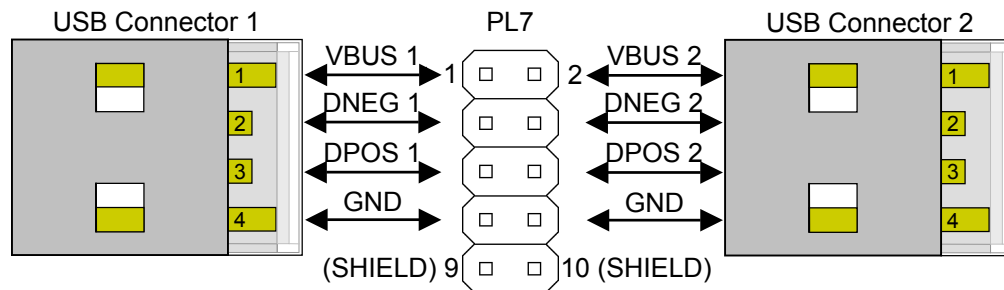 USB Connector 1 PL7 USB Connector 2
1 VBUS 1 1 2 VBUS 2 1
2 DNEG 1 DNEG 2 2
3 DPOS 1 DPOS 2 3
4 GND GND 4
(SHIELD) 9 10 (SHIELD)